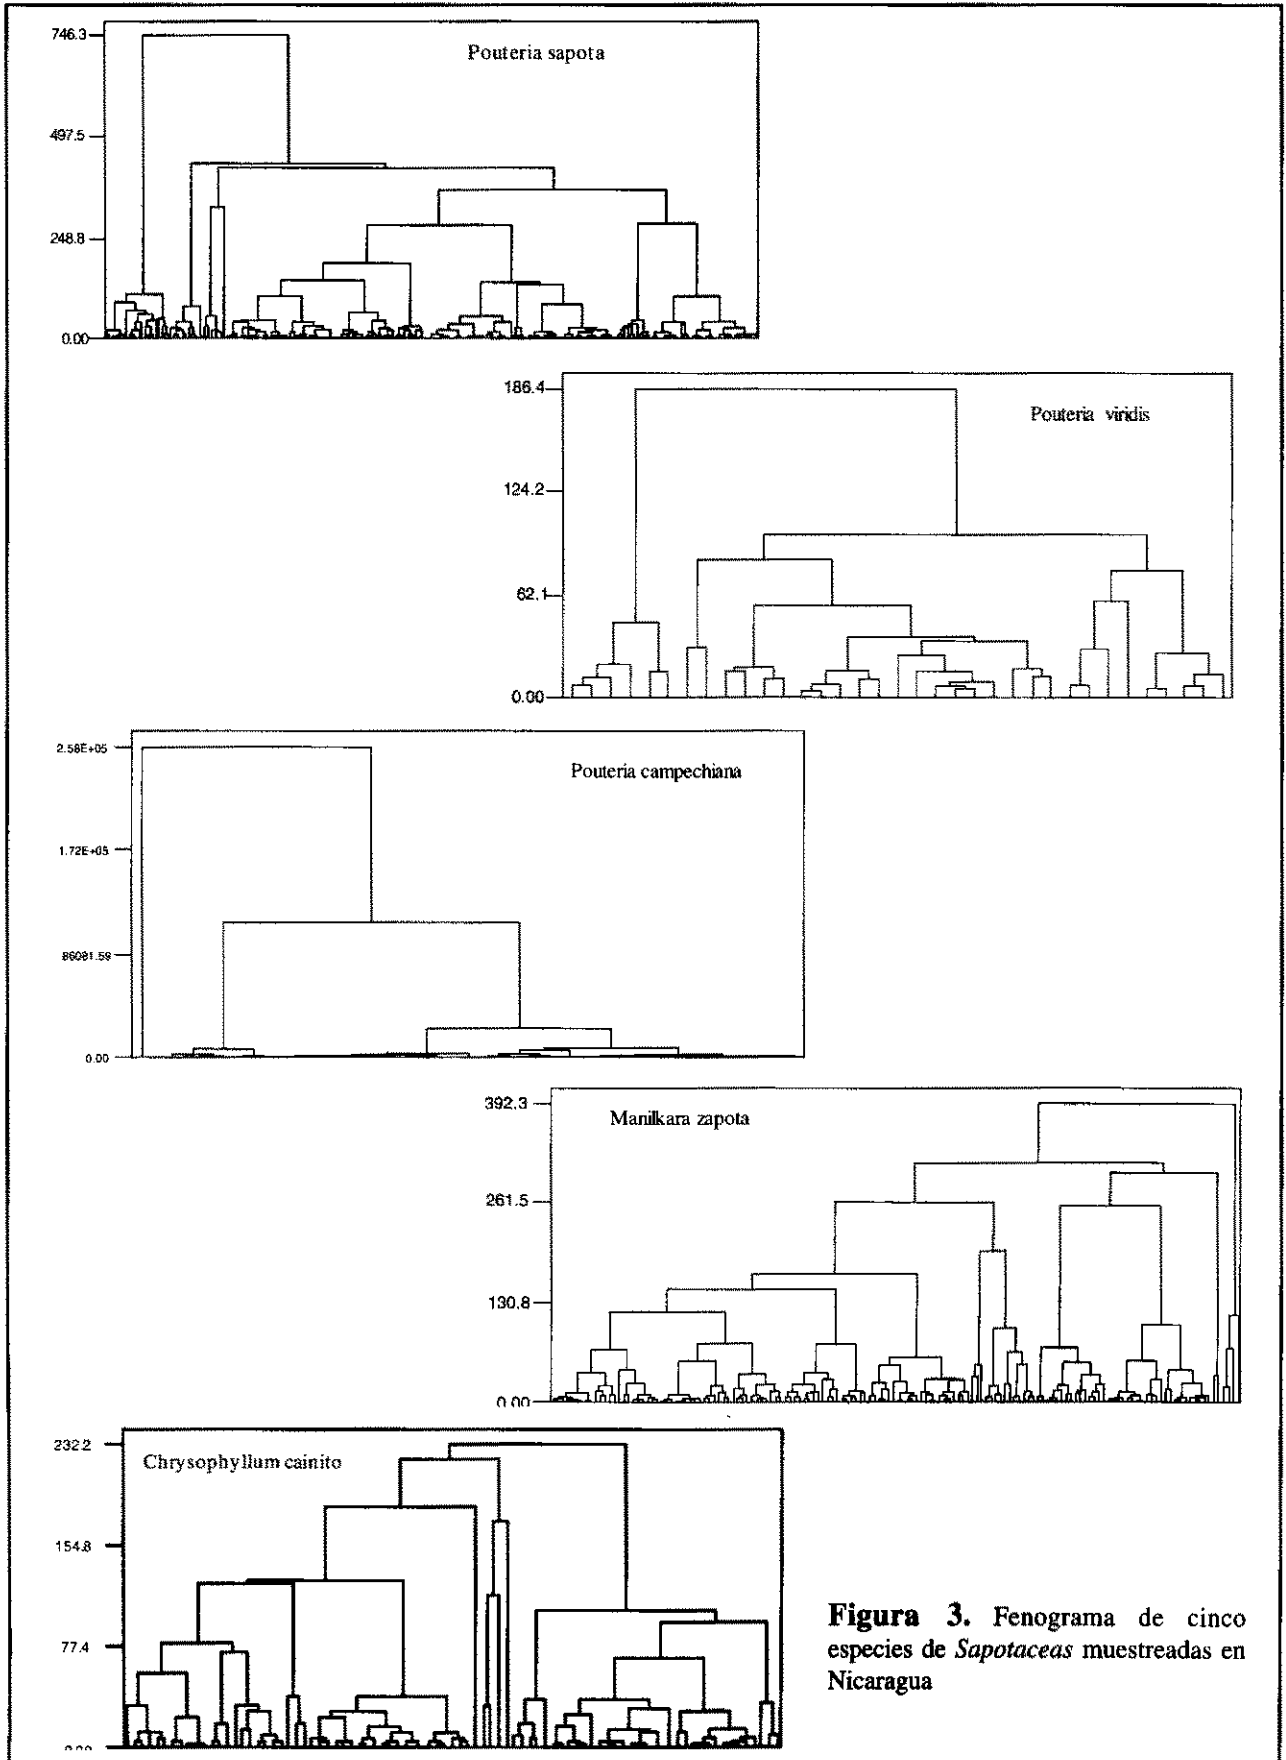 746.3
Pouteria sapota
497.5
248.8
0.00
186.4
Pouteria viridis
124.2
62.1
0.00
2.58E+05
Pouteria campechiana
1.72E+05
86081.59
0.00
392.3
Manilkara zapota
261.5
130.8
0.00
232.2
Chrysophyllum cainito
154.8
77.4
Figura 3. Fenograma de cinco
especies de Sapotaceas muestreadas en
Nicaragua